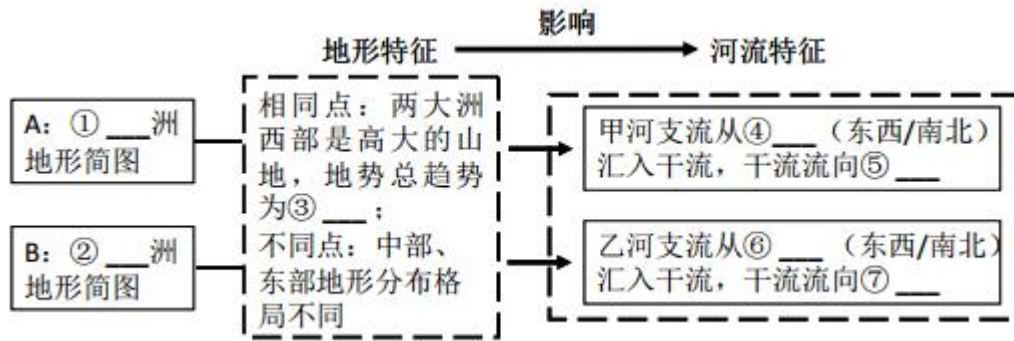 影响
地形特征
河流特征
A：①___洲
地形简图
B：②___洲
地形简图
相同点：两大洲
西部是高大的山
地，地势总趋势
为③___；
不同点：中部、
东部地形分布格
局不同
甲河支流从④___（东西/南北）
汇入干流，干流流向⑤___
乙河支流从⑥___（东西/南北）
汇入干流，干流流向⑦___